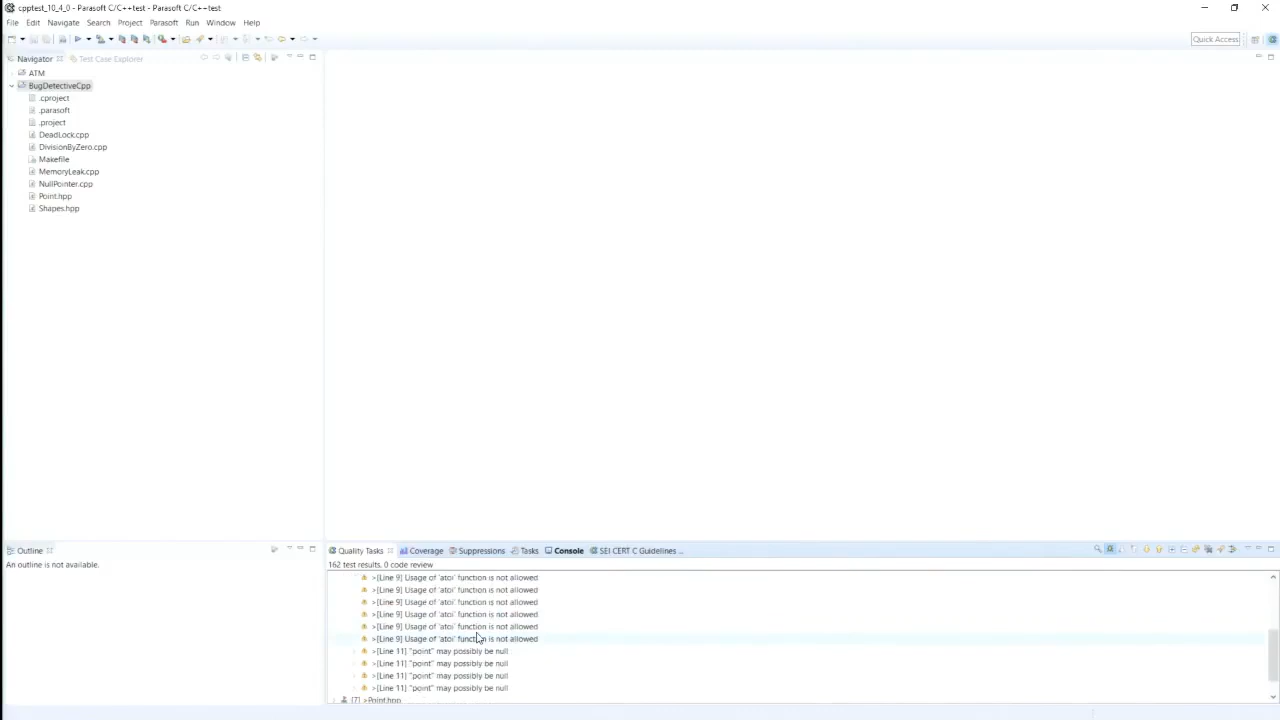 cpptest_10_4_0 - Parasoft C/C++test - Parasoft C/C++test
File Edit Navigate Search Project Parasoft Run Window Help
Quick Access
Navigator Test Case Explorer
ATM
BugDetectiveCpp
.cproject
.parasoft
.project
DeadLock.cpp
DivisionByZero.cpp
Makefile
MemoryLeak.cpp
NullPointer.cpp
Point.hpp
Shapes.hpp
Outline
An outline is not available.
Quality Tasks Coverage Suppressions Tasks Console SEI CERT C Guidelines ...
162 test results, 0 code review
>[Line 9] Usage of 'atoi' function is not allowed
>[Line 9] Usage of 'atoi' function is not allowed
>[Line 9] Usage of 'atoi' function is not allowed
>[Line 9] Usage of 'atoi' function is not allowed
>[Line 9] Usage of 'atoi' function is not allowed
>[Line 9] Usage of 'atoi' function is not allowed
>[Line 11] "point" may possibly be null
>[Line 11] "point" may possibly be null
>[Line 11] "point" may possibly be null
>[Line 11] "point" may possibly be null
[7] >Point.hpp